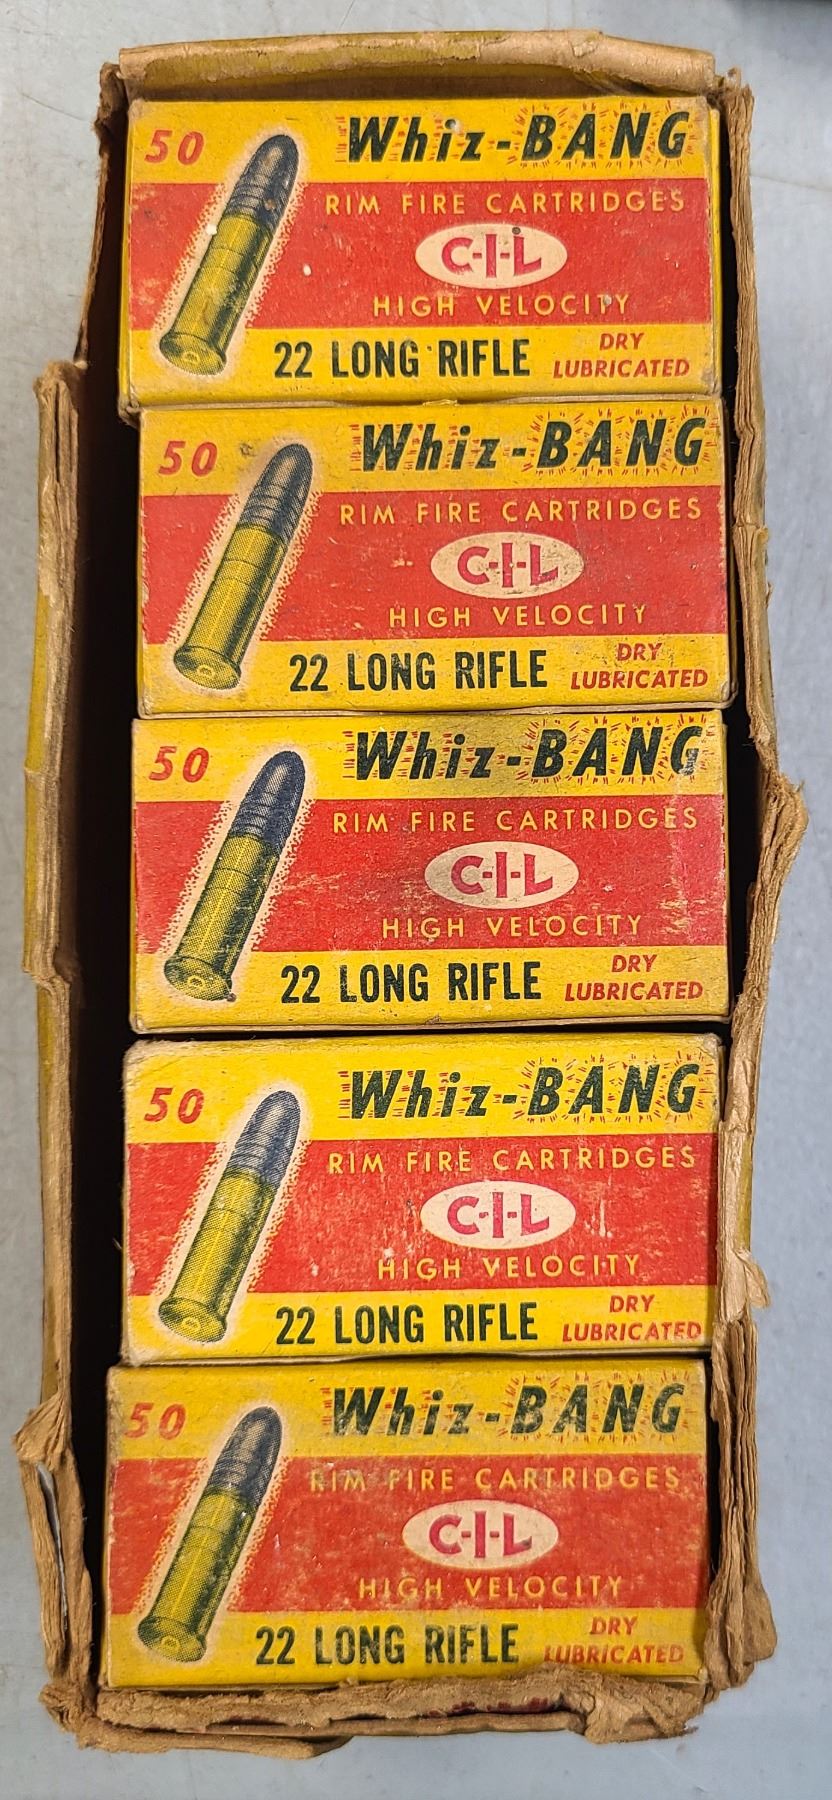 50
Whiz-BANG
RIM FIRE CARTRIDGES
C-I-L
HIGH VELOCITY
22 LONG RIFLE
DRY
LUBRICATED
50
Whiz-BANG
RIM FIRE CARTRIDGES
C-I-L
HIGH VELOCITY
22 LONG RIFLE
DRY
LUBRICATED
50
Whiz-BANG
RIM FIRE CARTRIDGES
C-I-L
HIGH VELOCITY
22 LONG RIFLE
DRY
LUBRICATED
50
Whiz-BANG
RIM FIRE CARTRIDGES
C-I-L
HIGH VELOCITY
22 LONG RIFLE
DRY
LUBRICATED
50
Whiz-BANG
RIM FIRE CARTRIDGES
C-I-L
HIGH VELOCITY
22 LONG RIFLE
DRY
LUBRICATED